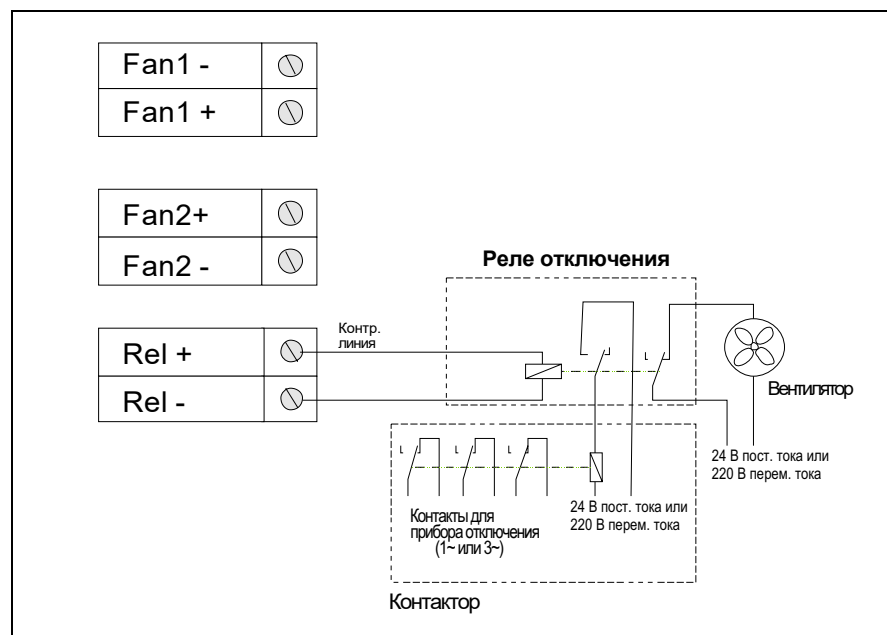 Fan1 -
Fan1 +
Fan2+
Fan2 -
Реле отключения
Rel +
Контр.
линия
Rel -
Вентилятор
24 В пост. тока или
220 В перем. тока
Контакты для
прибора отключения
(1~ или 3~)
24 В пост. тока или
220 В перем. тока
Контактор